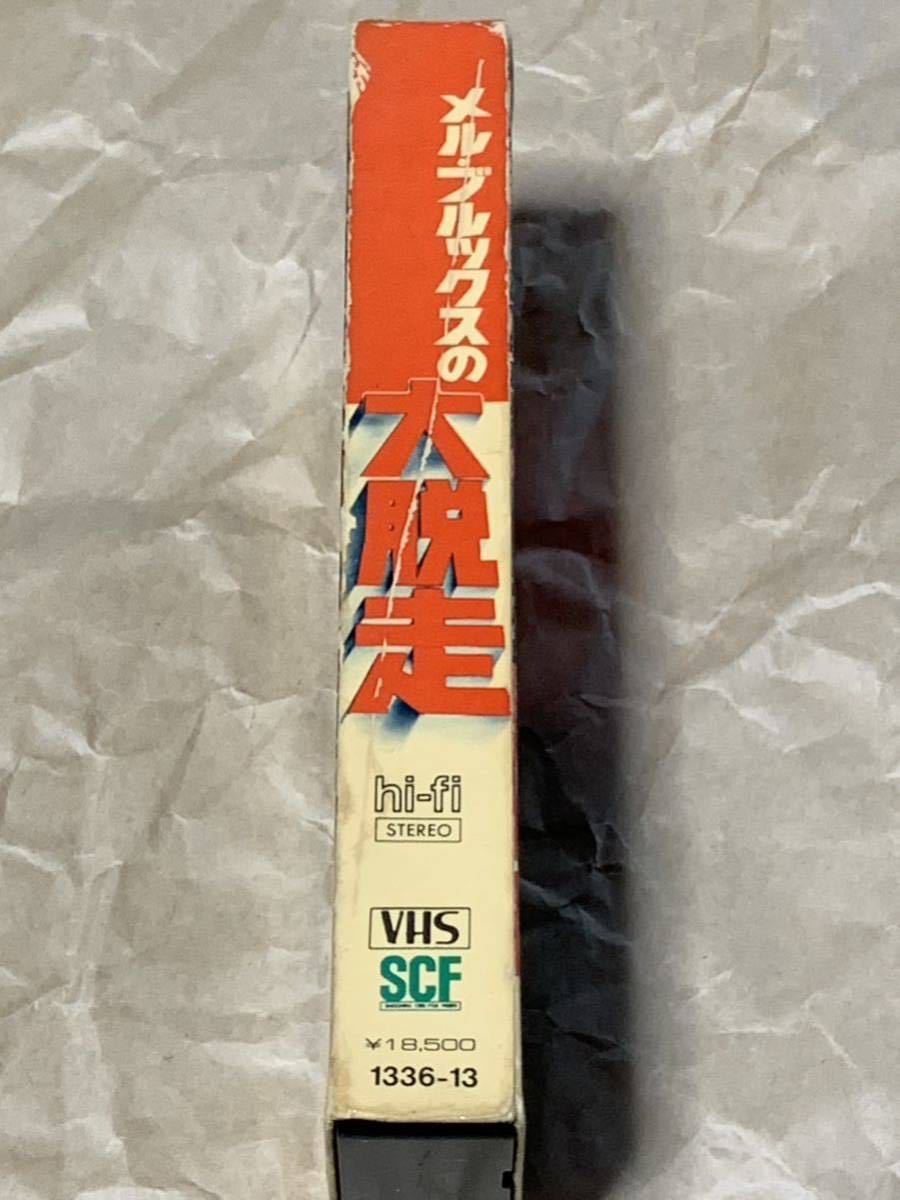 メル・ブルックスの
大脱走
hi-fi
STEREO
VHS
SCF
¥18,500
1336-13